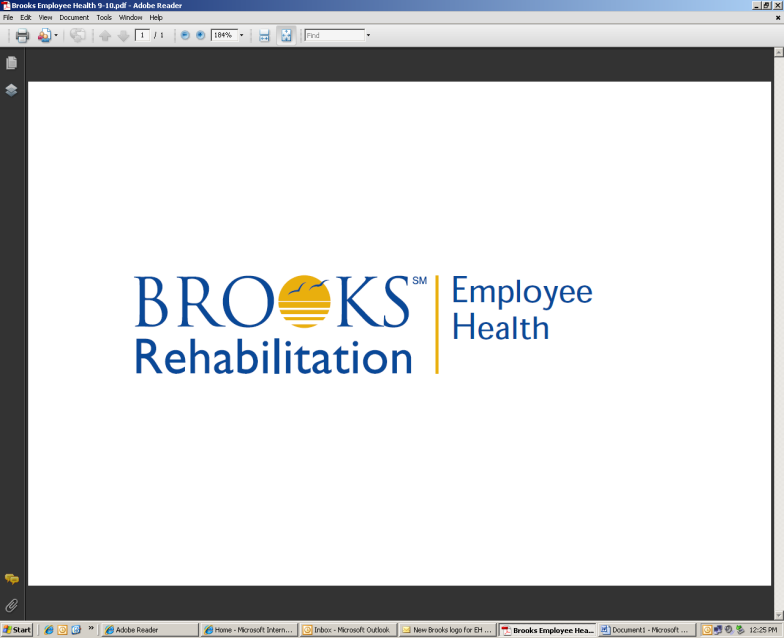 Brooks Employee Health 9-10.pdf - Adobe Reader
File Edit View Document Tools Window Help
1 / 1 184% Find
BROOKS SM
Rehabilitation
Employee
Health
Start » Adobe Reader Home - Microsoft Intern... Inbox - Microsoft Outlook New Brooks logo for EH ... Brooks Employee Hea... Document1 - Microsoft ... 12:25 PM